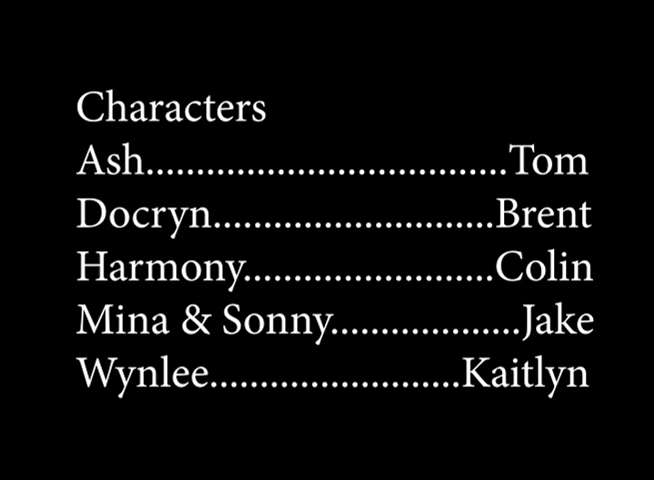 Characters
Ash....................................Tom
Docryn............................Brent
Harmony.........................Colin
Mina & Sonny...................Jake
Wynlee.........................Kaitlyn